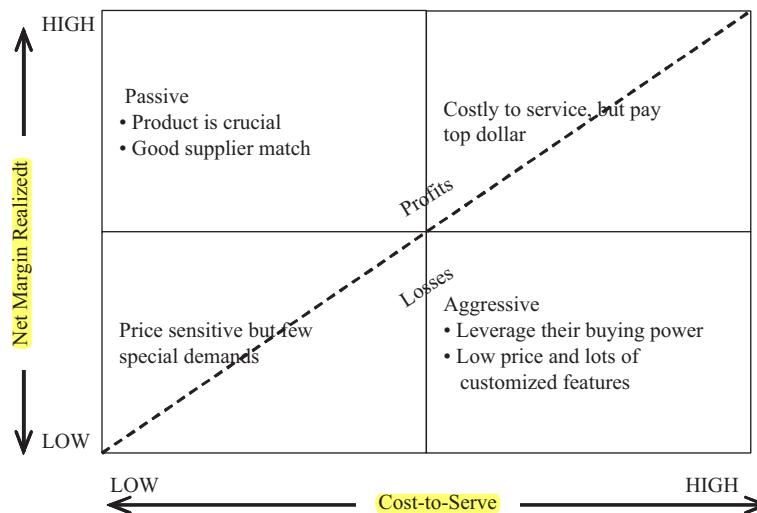 HIGH
Passive
• Product is crucial
• Good supplier match
Costly to service, but pay
top dollar
Profits
Net Margin Realizedt
Losses
Price sensitive but few
special demands
Aggressive
• Leverage their buying power
• Low price and lots of
customized features
LOW
LOW
HIGH
Cost-to-Serve